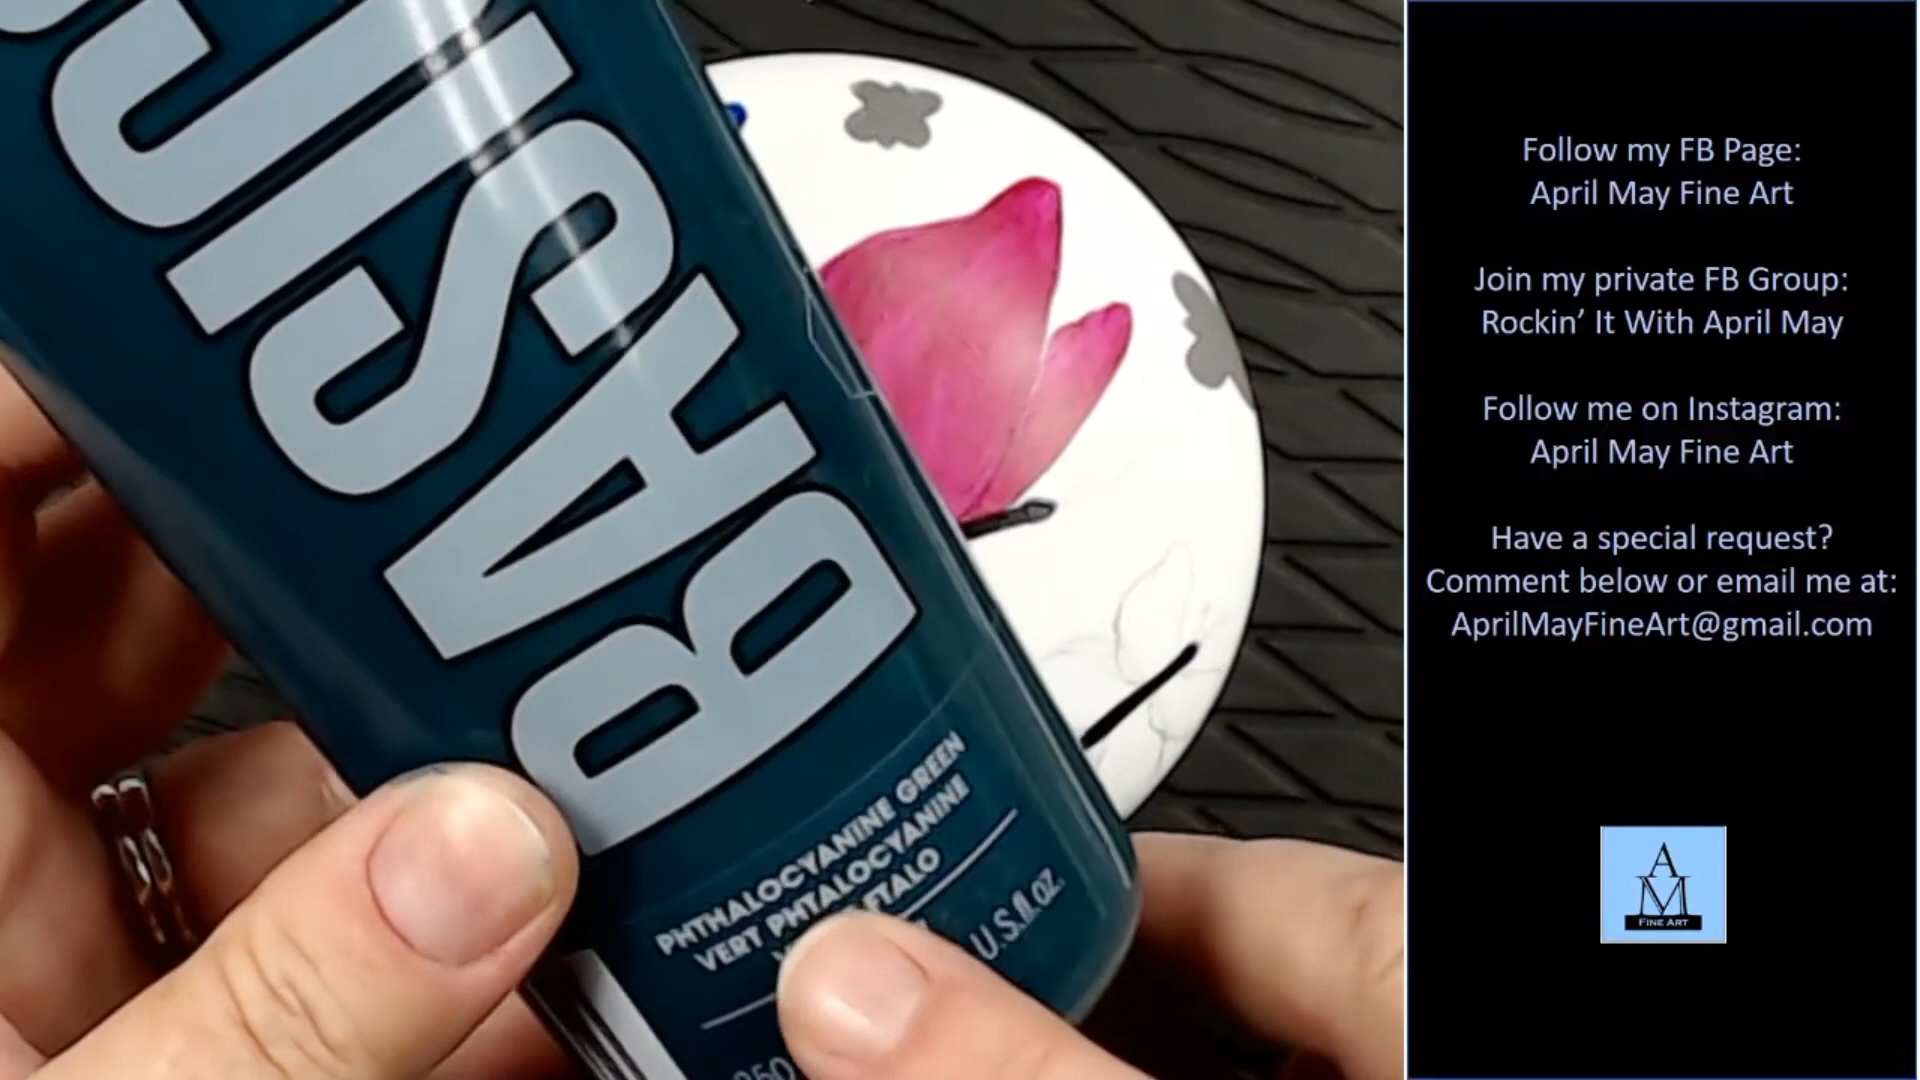 BASICS
PHTHALOCYANINE GREEN
VERT PHTALOCYANINE
FTALO
250
U.S.fl.oz.
Follow my FB Page:
April May Fine Art
Join my private FB Group:
Rockin’ It With April May
Follow me on Instagram:
April May Fine Art
Have a special request?
Comment below or email me at:
AprilMayFineArt@gmail.com
AM
FINE ART